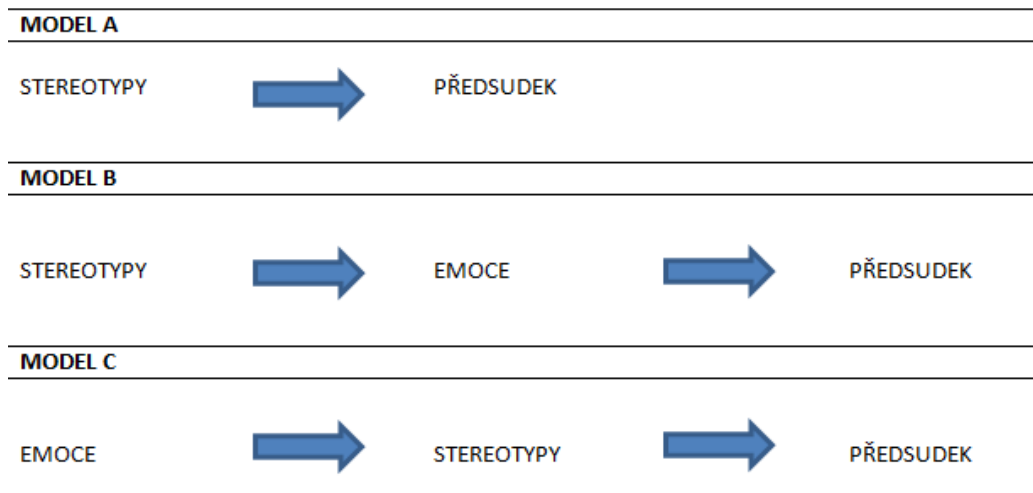 MODEL A
STEREOTYPY PŘEDSUDEK
MODEL B
STEREOTYPY EMOCE PŘEDSUDEK
MODEL C
EMOCE STEREOTYPY PŘEDSUDEK